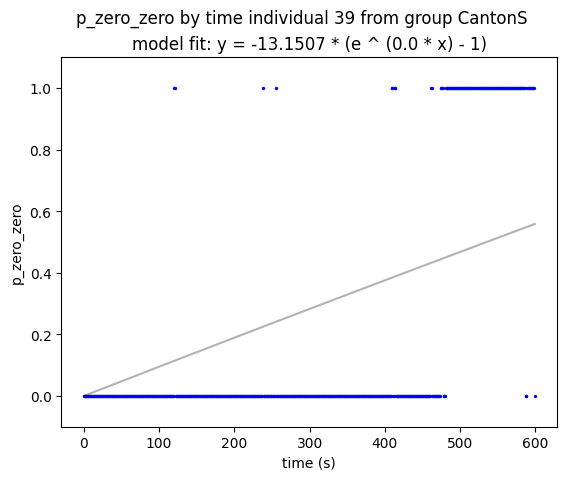 p_zero_zero by time individual 39 from group CantonS
model fit: y = -13.1507 * (e ^ (0.0 * x) - 1)
1.0
0.8
0.6
0.4
0.2
0.0
p_zero_zero
0 100 200 300 400 500 600
time (s)